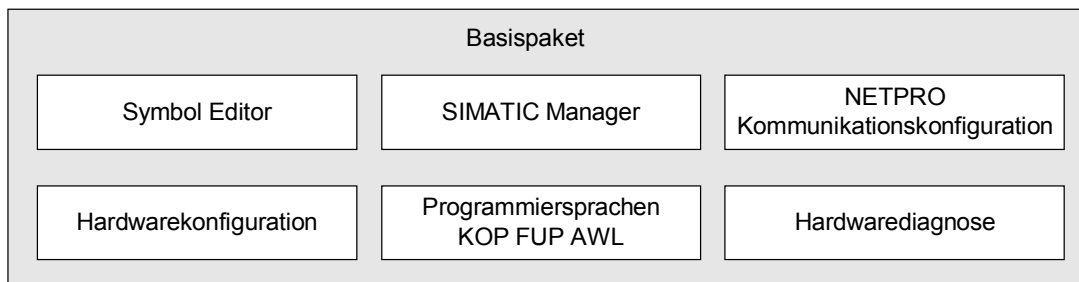 Basispaket
Symbol Editor
SIMATIC Manager
NETPRO
Kommunikationskonfiguration
Hardwarekonfiguration
Programmiersprachen
KOP FUP AWL
Hardwarediagnose